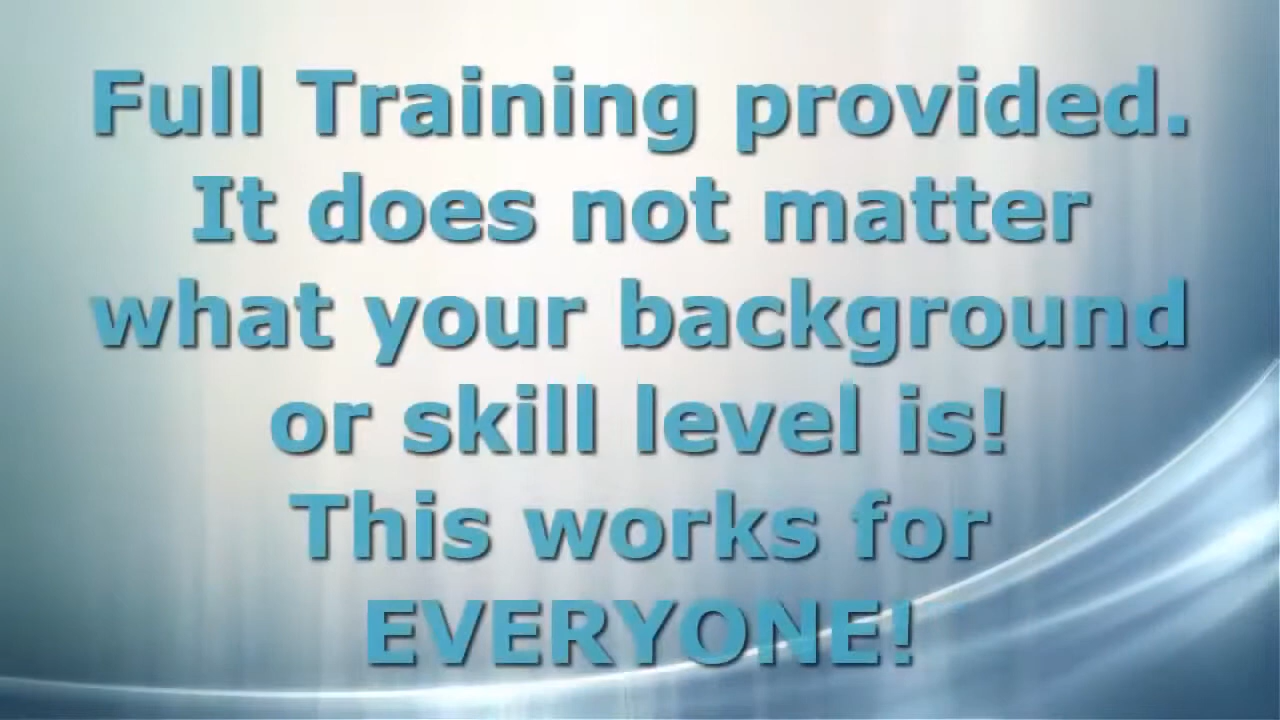 Full Training provided.
It does not matter
what your background
or skill level is!
This works for
EVERYONE!